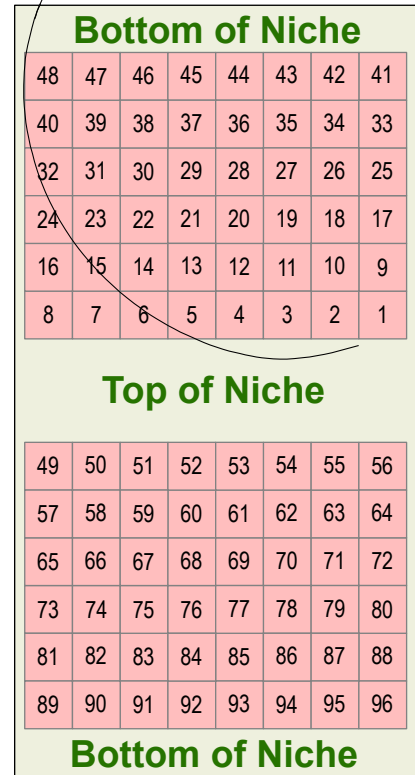 Bottom of Niche
48 47 46 45 44 43 42 41
40 39 38 37 36 35 34 33
32 31 30 29 28 27 26 25
24 23 22 21 20 19 18 17
16 15 14 13 12 11 10 9
8 7 6 5 4 3 2 1
Top of Niche
49 50 51 52 53 54 55 56
57 58 59 60 61 62 63 64
65 66 67 68 69 70 71 72
73 74 75 76 77 78 79 80
81 82 83 84 85 86 87 88
89 90 91 92 93 94 95 96
Bottom of Niche